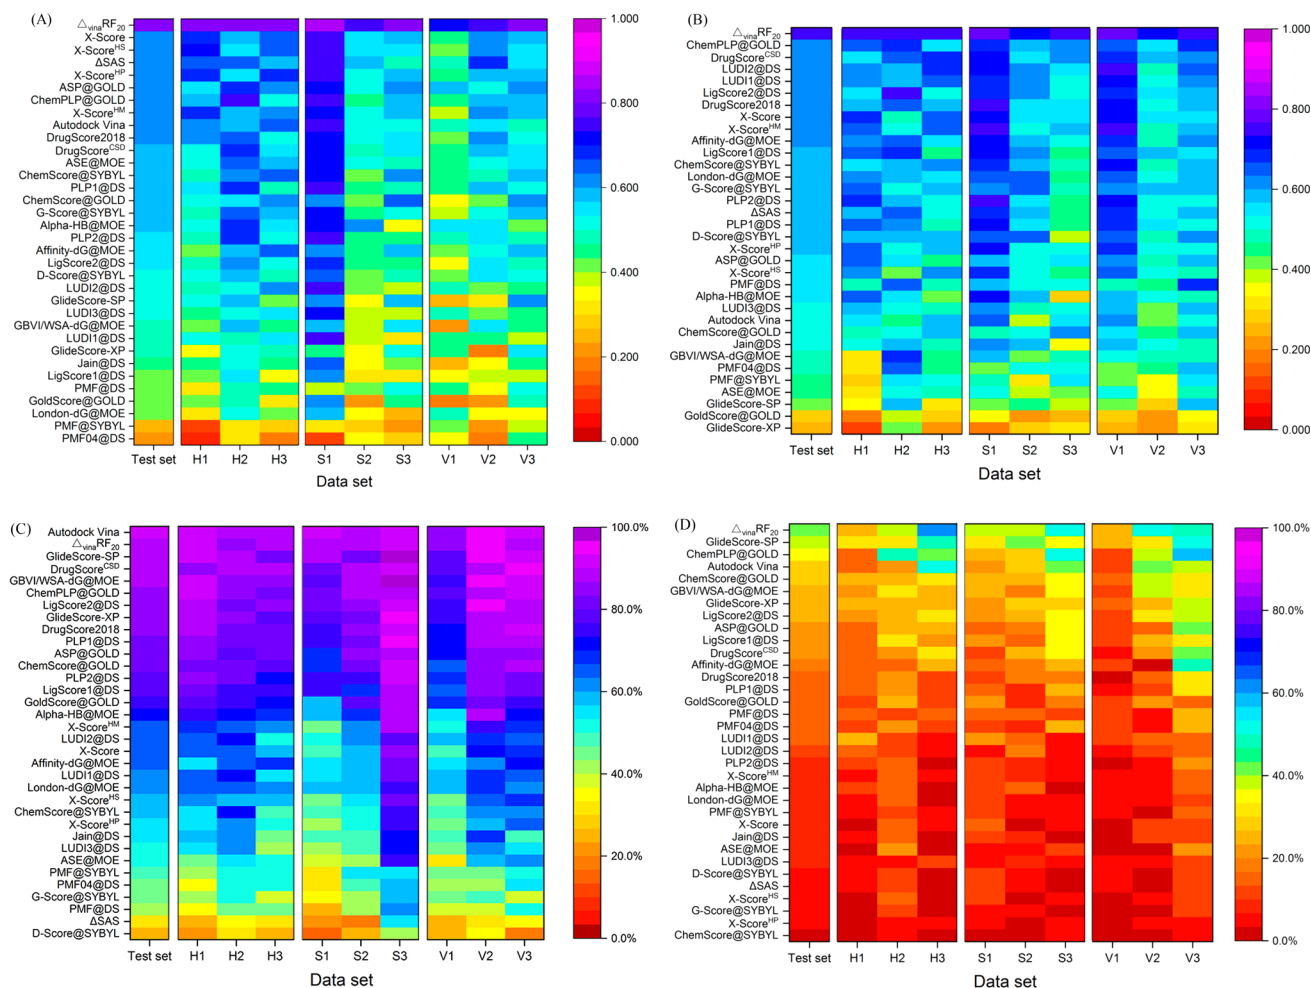 (A)
△vinaRF20
X-Score
X-ScoreHS
ΔSAS
X-ScoreHP
ASP@GOLD
ChemPLP@GOLD
X-ScoreHM
Autodock Vina
DrugScore2018
DrugScoreCSD
ASE@MOE
ChemScore@SYBYL
PLP1@DS
ChemScore@GOLD
G-Score@SYBYL
Alpha-HB@MOE
PLP2@DS
Affinity-dG@MOE
LigScore2@DS
D-Score@SYBYL
LUDI2@DS
GlideScore-SP
LUDI3@DS
GBVI/WSA-dG@MOE
LUDI1@DS
GlideScore-XP
Jain@DS
LigScore1@DS
PMF@DS
GoldScore@GOLD
London-dG@MOE
PMF@SYBYL
PMF04@DS
Test set H1 H2 H3 S1 S2 S3 V1 V2 V3
Data set
1.000
0.800
0.600
0.400
0.200
0.000
(B)
△vinaRF20
ChemPLP@GOLD
DrugScoreCSD
LUDI2@DS
LUDI1@DS
LigScore2@DS
DrugScore2018
X-Score
X-ScoreHM
Affinity-dG@MOE
LigScore1@DS
ChemScore@SYBYL
London-dG@MOE
G-Score@SYBYL
PLP2@DS
ΔSAS
PLP1@DS
D-Score@SYBYL
X-ScoreHP
ASP@GOLD
X-ScoreHS
PMF@DS
Alpha-HB@MOE
LUDI3@DS
Autodock Vina
ChemScore@GOLD
Jain@DS
GBVI/WSA-dG@MOE
PMF04@DS
PMF@SYBYL
ASE@MOE
GlideScore-SP
GoldScore@GOLD
GlideScore-XP
Test set H1 H2 H3 S1 S2 S3 V1 V2 V3
Data set
1.000
0.800
0.600
0.400
0.200
0.000
(C)
Autodock Vina
△vinaRF20
GlideScore-SP
DrugScoreCSD
GBVI/WSA-dG@MOE
ChemPLP@GOLD
LigScore2@DS
GlideScore-XP
DrugScore2018
PLP1@DS
ASP@GOLD
ChemScore@GOLD
PLP2@DS
LigScore1@DS
GoldScore@GOLD
Alpha-HB@MOE
X-ScoreHM
LUDI2@DS
X-Score
Affinity-dG@MOE
LUDI1@DS
London-dG@MOE
X-ScoreHS
ChemScore@SYBYL
X-ScoreHP
Jain@DS
LUDI3@DS
ASE@MOE
PMF@SYBYL
PMF04@DS
G-Score@SYBYL
PMF@DS
ΔSAS
D-Score@SYBYL
Test set H1 H2 H3 S1 S2 S3 V1 V2 V3
Data set
100.0%
80.0%
60.0%
40.0%
20.0%
0.0%
(D)
△vinaRF20
GlideScore-SP
ChemPLP@GOLD
Autodock Vina
ChemScore@GOLD
GBVI/WSA-dG@MOE
GlideScore-XP
LigScore2@DS
ASP@GOLD
LigScore1@DS
DrugScoreCSD
Affinity-dG@MOE
DrugScore2018
PLP1@DS
GoldScore@GOLD
PMF@DS
PMF04@DS
LUDI1@DS
LUDI2@DS
PLP2@DS
X-ScoreHM
Alpha-HB@MOE
London-dG@MOE
PMF@SYBYL
X-Score
Jain@DS
ASE@MOE
LUDI3@DS
D-Score@SYBYL
ΔSAS
X-ScoreHS
G-Score@SYBYL
X-ScoreHP
ChemScore@SYBYL
Test set H1 H2 H3 S1 S2 S3 V1 V2 V3
Data set
100.0%
80.0%
60.0%
40.0%
20.0%
0.0%